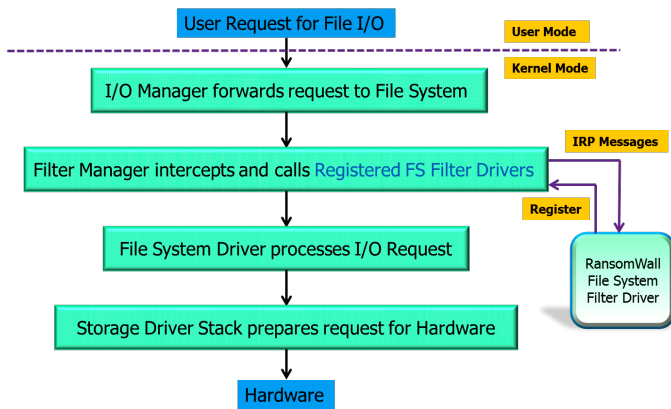 User Request for File I/O
User Mode
Kernel Mode
I/O Manager forwards request to File System
IRP Messages
Filter Manager intercepts and calls Registered FS Filter Drivers
Register
File System Driver processes I/O Request
RansomWall
File System
Filter Driver
Storage Driver Stack prepares request for Hardware
Hardware